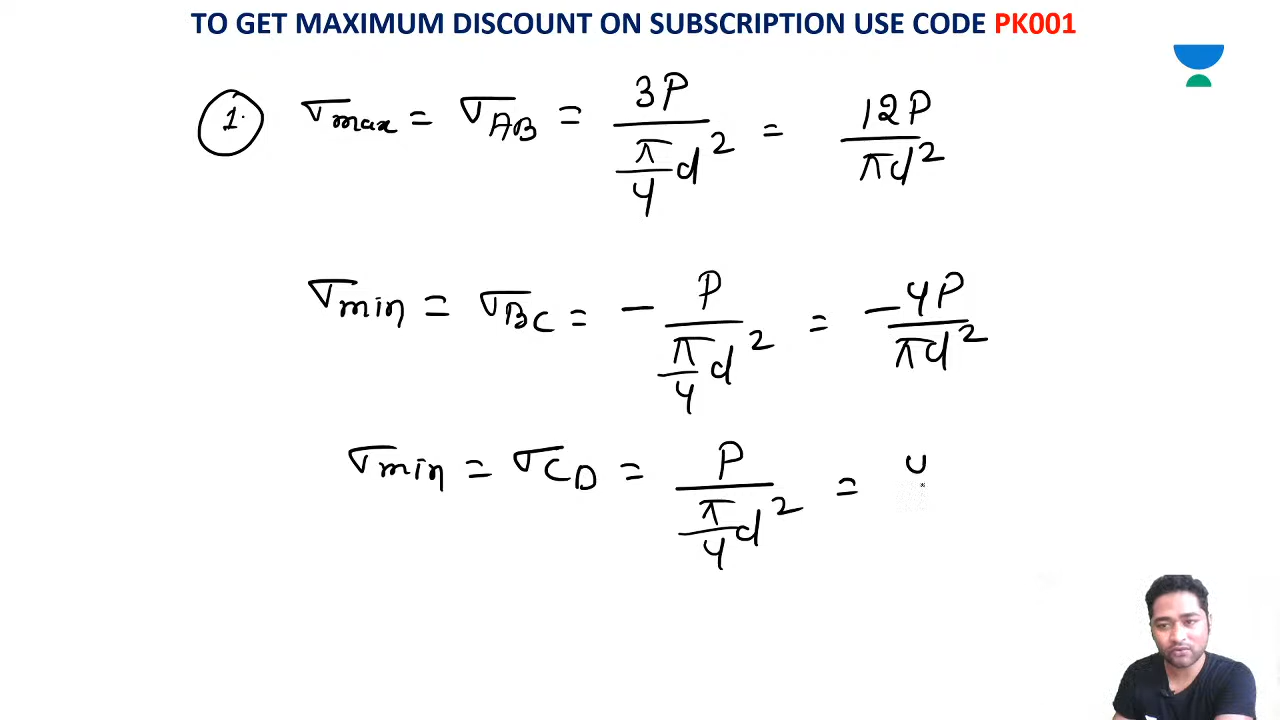 TO GET MAXIMUM DISCOUNT ON SUBSCRIPTION USE CODE PK001
1. σmax = σAB = 3P / (π/4 d²) = 12P / πd²
σmin = σBC = - P / (π/4 d²) = -4P / πd²
σmin = σCD = P / (π/4 d²) =